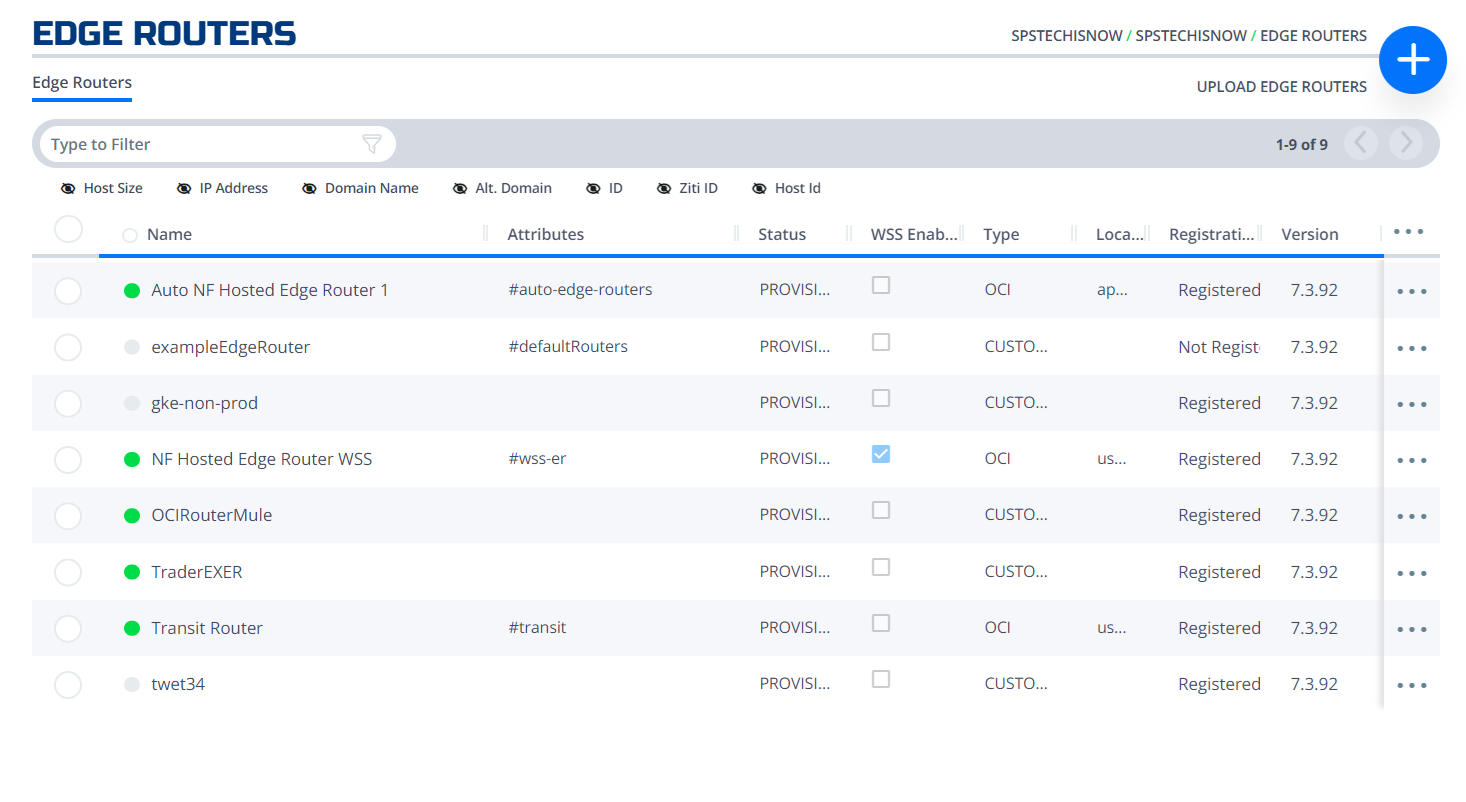 EDGE ROUTERS
SPSTECHISNOW / SPSTECHISNOW / EDGE ROUTERS
Edge Routers
UPLOAD EDGE ROUTERS
Type to Filter
1-9 of 9
Host Size IP Address Domain Name Alt. Domain ID Ziti ID Host Id
Name Attributes Status WSS Enab... Type Loca... Registrati... Version
Auto NF Hosted Edge Router 1 #auto-edge-routers PROVISI... OCI ap... Registered 7.3.92
exampleEdgeRouter #defaultRouters PROVISI... CUSTO... Not Regist 7.3.92
gke-non-prod PROVISI... CUSTO... Registered 7.3.92
NF Hosted Edge Router WSS #wss-er PROVISI... OCI us... Registered 7.3.92
OCIRouterMule PROVISI... CUSTO... Registered 7.3.92
TraderEXER PROVISI... CUSTO... Registered 7.3.92
Transit Router #transit PROVISI... OCI us... Registered 7.3.92
twet34 PROVISI... CUSTO... Registered 7.3.92